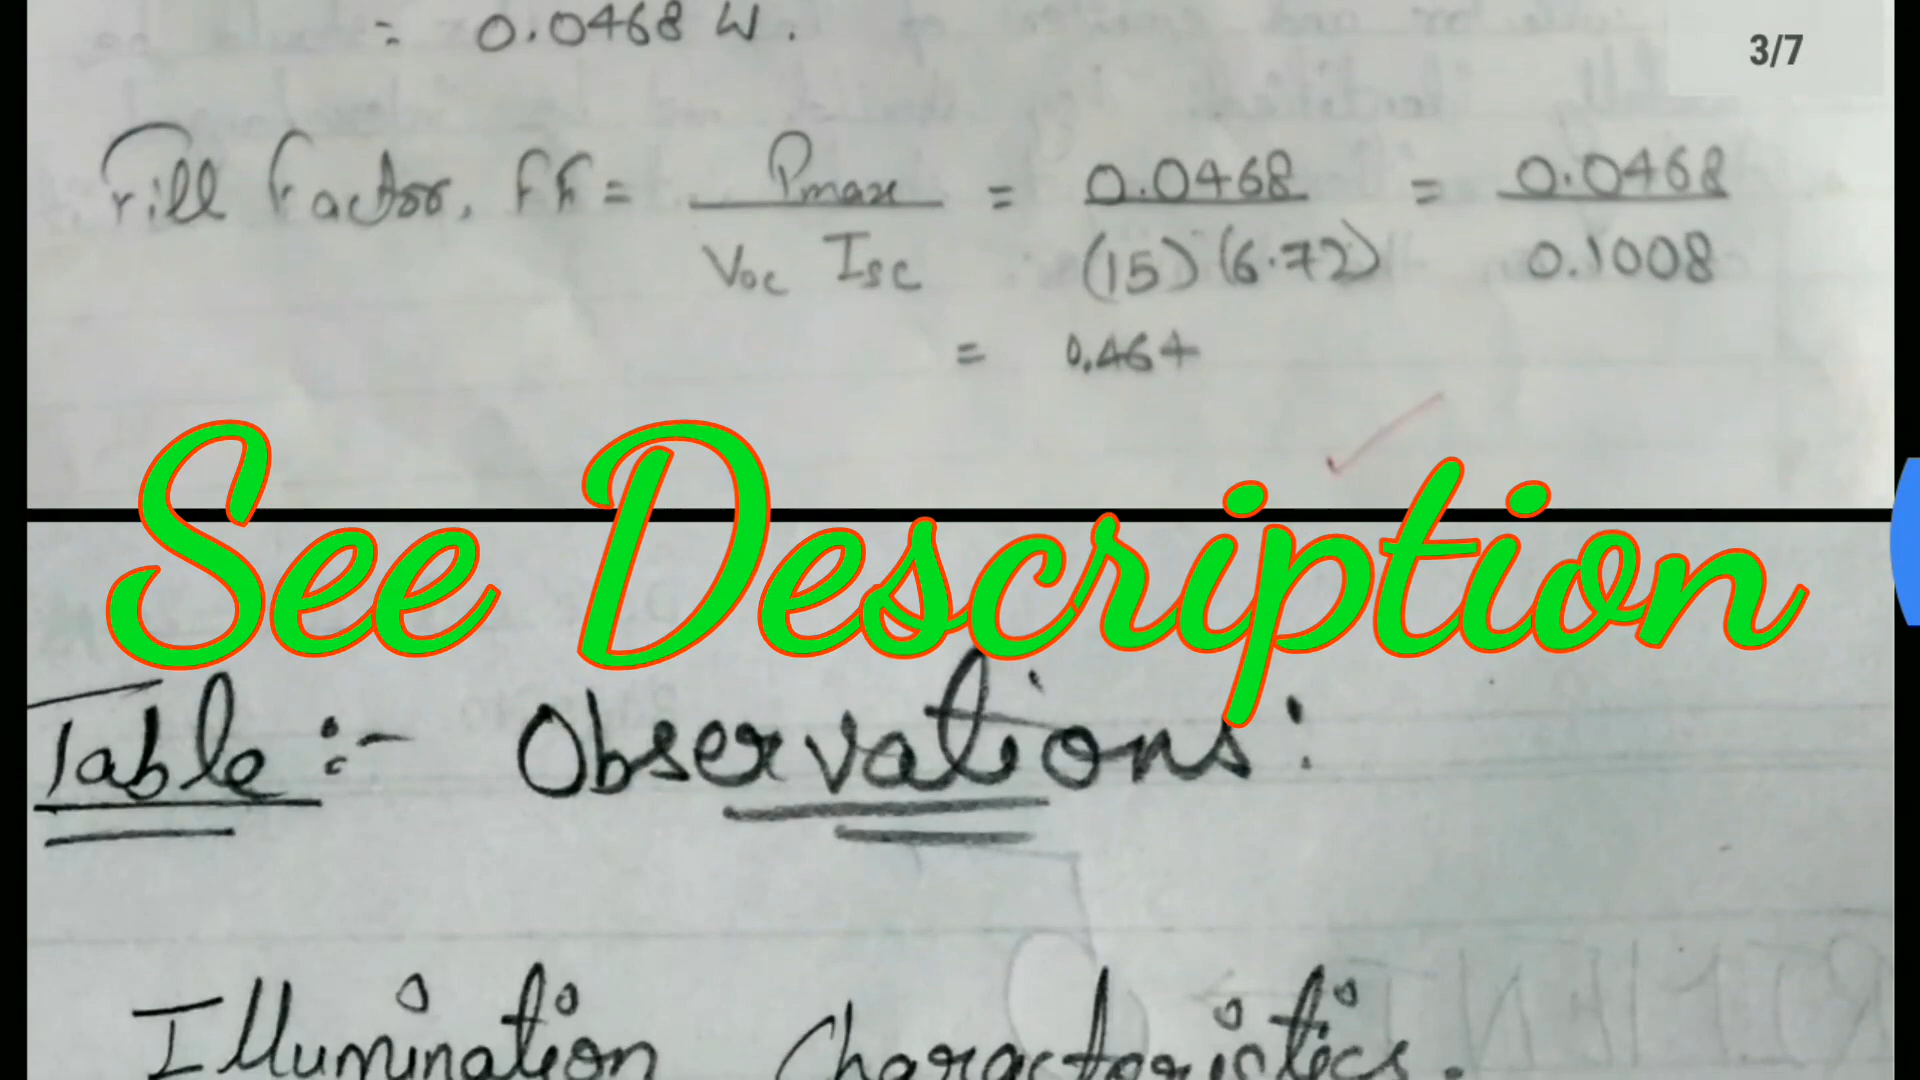 = 0.0468 W.
3/7
Fill Factor, FF = Pmax / Voc Isc = 0.0468 / (15) (6.72) = 0.0468 / 0.1008
= 0.464
See Description
Table :- Observations:
Illumination Characteristics.